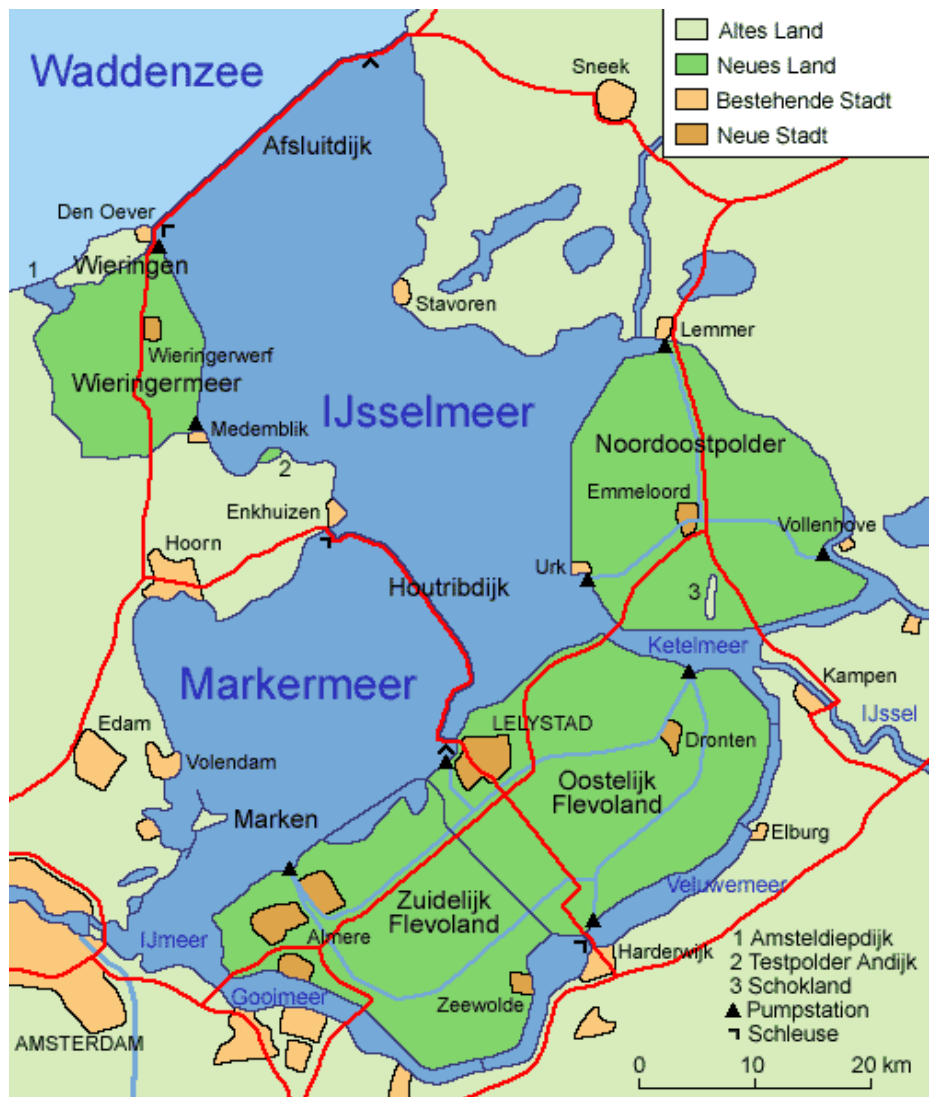 Waddenzee
Altes Land
Neues Land
Bestehende Stadt
Neue Stadt
Sneek
Afsluitdijk
Den Oever
1
Wieringen
Stavoren
Lemmer
Wieringerwerf
Wieringermeer
IJsselmeer
Medemblik
2
Noordoostpolder
Enkhuizen
Emmeloord
Vollenhove
Hoorn
Urk
Houtribdijk
3
Ketelmeer
Markermeer
Kampen
IJssel
Edam
LELYSTAD
Dronten
Volendam
Oostelijk
Flevoland
Marken
Elburg
Veluwemeer
Zuidelijk
Flevoland
IJmeer
Almere
Harderwijk
Gooimeer
Zeewolde
AMSTERDAM
1 Amsteldiepdijk
2 Testpolder Andijk
3 Schokland
Pumpstation
Schleuse
0 10 20 km